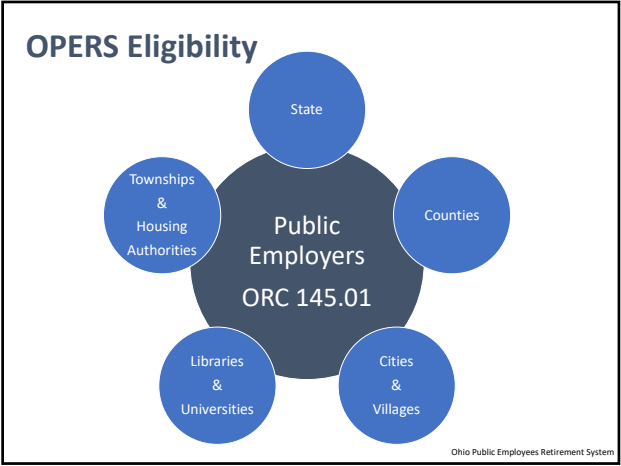 OPERS Eligibility
State
Townships
&
Housing
Authorities
Counties
Public
Employers
ORC 145.01
Libraries
&
Universities
Cities
&
Villages
Ohio Public Employees Retirement System